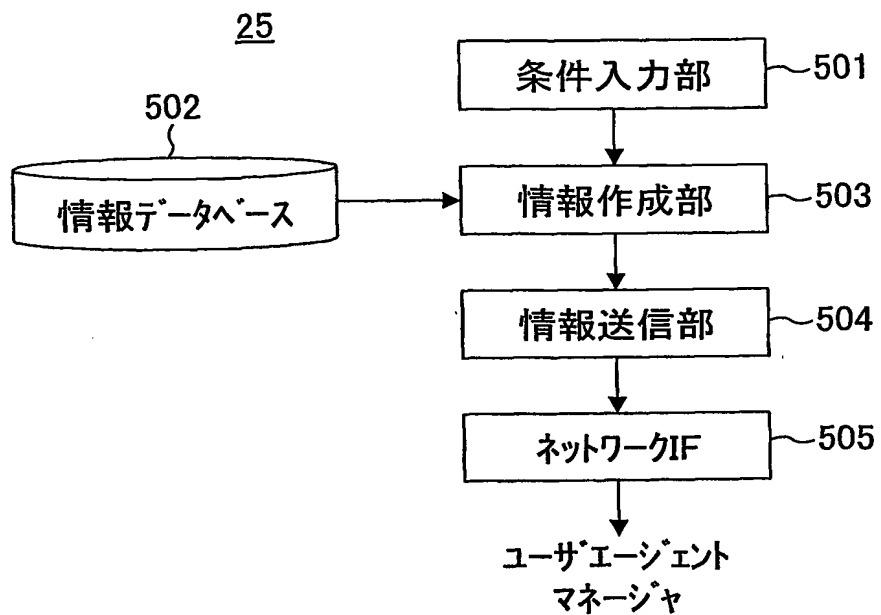 25
条件入力部
501
502
情報データベース
情報作成部
503
情報送信部
504
ネットワークIF
505
ユーザエージェント
マネージャ